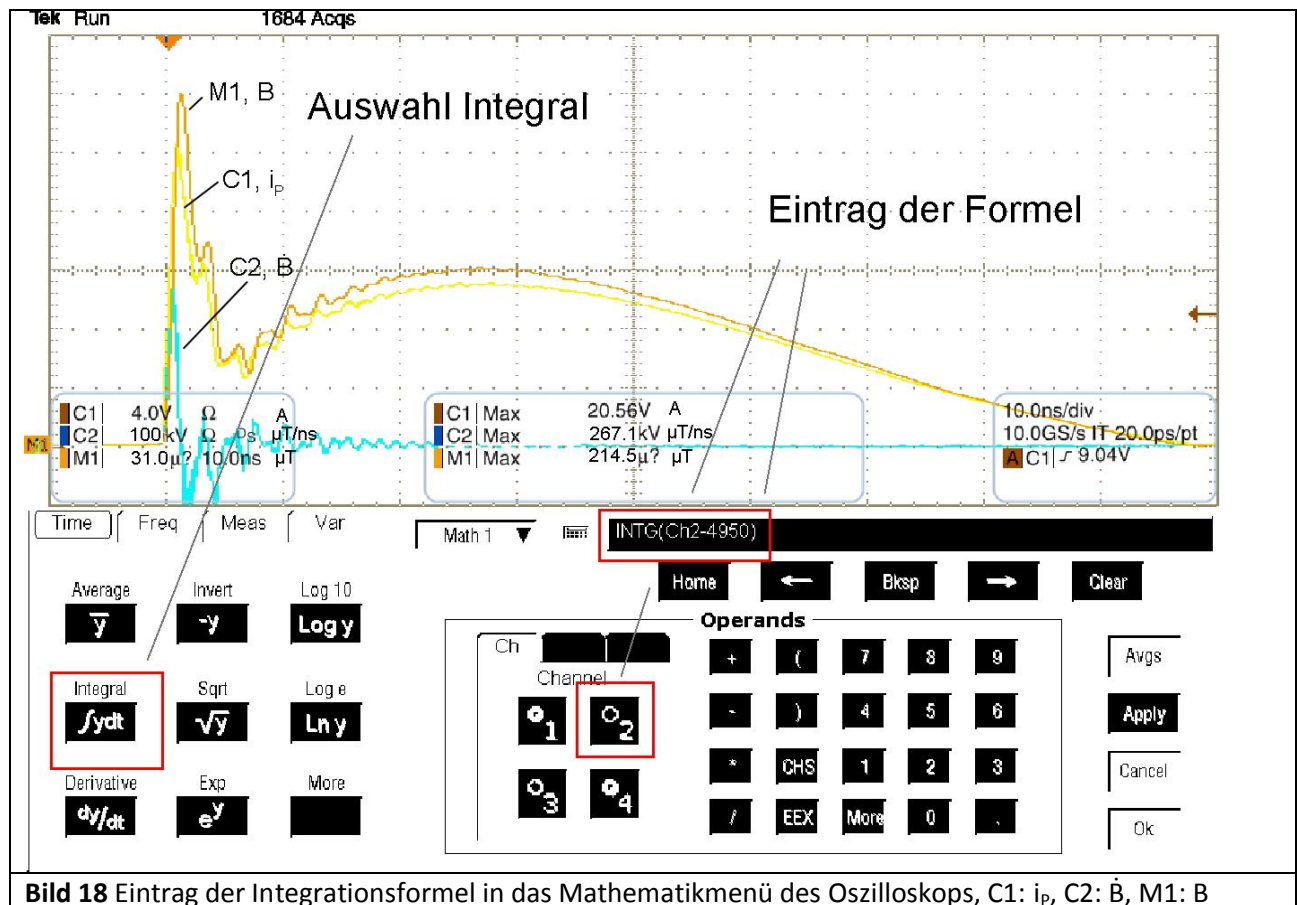 Tek Run 1684 Acqs
M1, B
Auswahl Integral
C1, iₚ
Eintrag der Formel
C2, Ḃ
C1 4.0V Ω A
C2 100 kV Ω µT/ns
M1 31.0µ? 10.0ns µT
C1 Max 20.56V A
C2 Max 267.1kV µT/ns
M1 Max 214.5µ? µT
10.0ns/div
10.0GS/s IT 20.0ps/pt
A C1 9.04V
M1
Time Freq Meas Var
Math 1 ▼ INTG(Ch2-4950)
Home ← Bksp → Clear
Average Invert Log 10
y̅ -y Log y
Integral Sqrt Log e
∫ydt √y Ln y
Derivative Exp More
dy/dt eʸ
Operands
Ch
Channel
1 2
3 4
+ ( 7 8 9
- ) 4 5 6
* CHS 1 2 3
/ EEX More 0 .
Avgs
Apply
Cancel
Ok
Bild 18 Eintrag der Integrationsformel in das Mathematikmenü des Oszilloskops, C1: iₚ, C2: Ḃ, M1: B